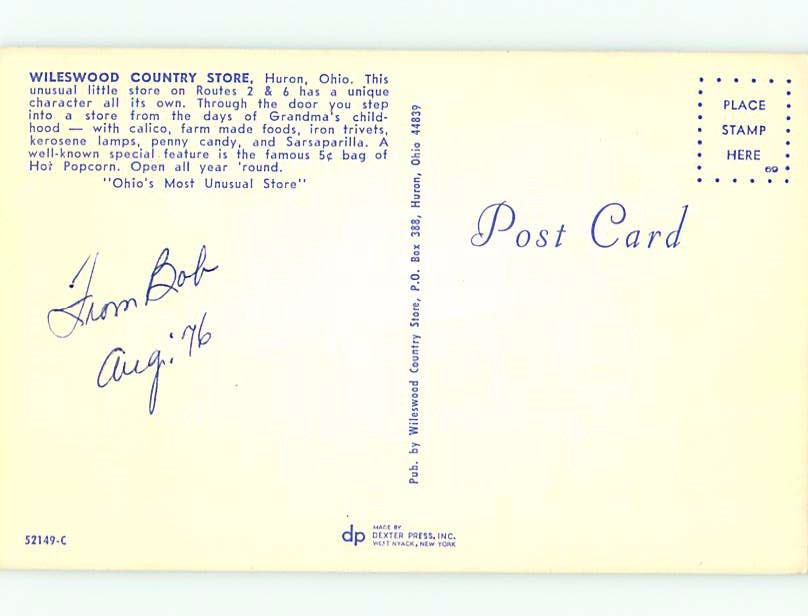 WILESWOOD COUNTRY STORE, Huron, Ohio. This
unusual little store on Routes 2 & 6 has a unique
character all its own. Through the door you step
into a store from the days of Grandma's child-
hood — with calico, farm made foods, iron trivets,
kerosene lamps, penny candy, and Sarsaparilla. A
well-known special feature is the famous 5¢ bag of
Hot Popcorn. Open all year 'round.
"Ohio's Most Unusual Store"
From Bob
Aug. '76
52149-C
Pub. by Wileswood Country Store, P.O. Box 388, Huron, Ohio 44839
dp
MADE BY
DEXTER PRESS, INC.
WEST NYACK, NEW YORK
Post Card
PLACE
STAMP
HERE